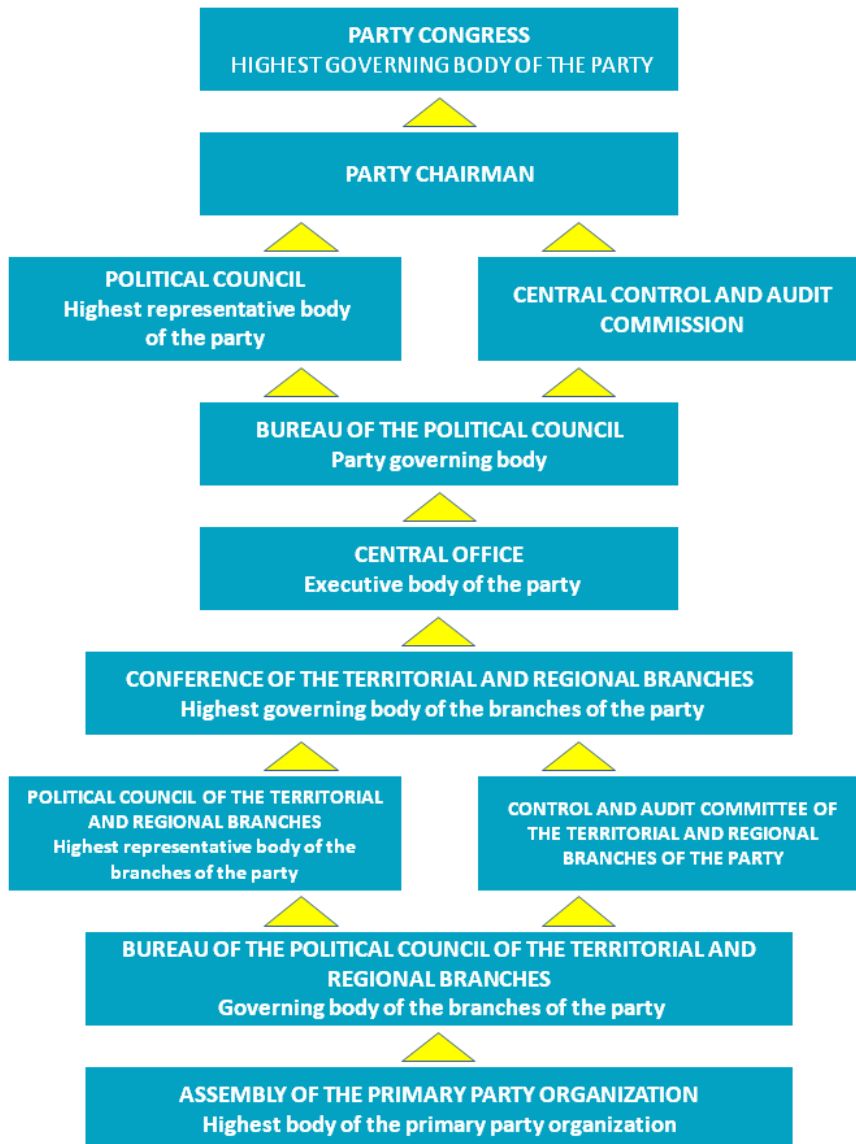 PARTY CONGRESS
HIGHEST GOVERNING BODY OF THE PARTY
PARTY CHAIRMAN
POLITICAL COUNCIL
Highest representative body
of the party
CENTRAL CONTROL AND AUDIT
COMMISSION
BUREAU OF THE POLITICAL COUNCIL
Party governing body
CENTRAL OFFICE
Executive body of the party
CONFERENCE OF THE TERRITORIAL AND REGIONAL BRANCHES
Highest governing body of the branches of the party
POLITICAL COUNCIL OF THE TERRITORIAL
AND REGIONAL BRANCHES
Highest representative body of the
branches of the party
CONTROL AND AUDIT COMMITTEE OF
THE TERRITORIAL AND REGIONAL
BRANCHES OF THE PARTY
BUREAU OF THE POLITICAL COUNCIL OF THE TERRITORIAL AND
REGIONAL BRANCHES
Governing body of the branches of the party
ASSEMBLY OF THE PRIMARY PARTY ORGANIZATION
Highest body of the primary party organization